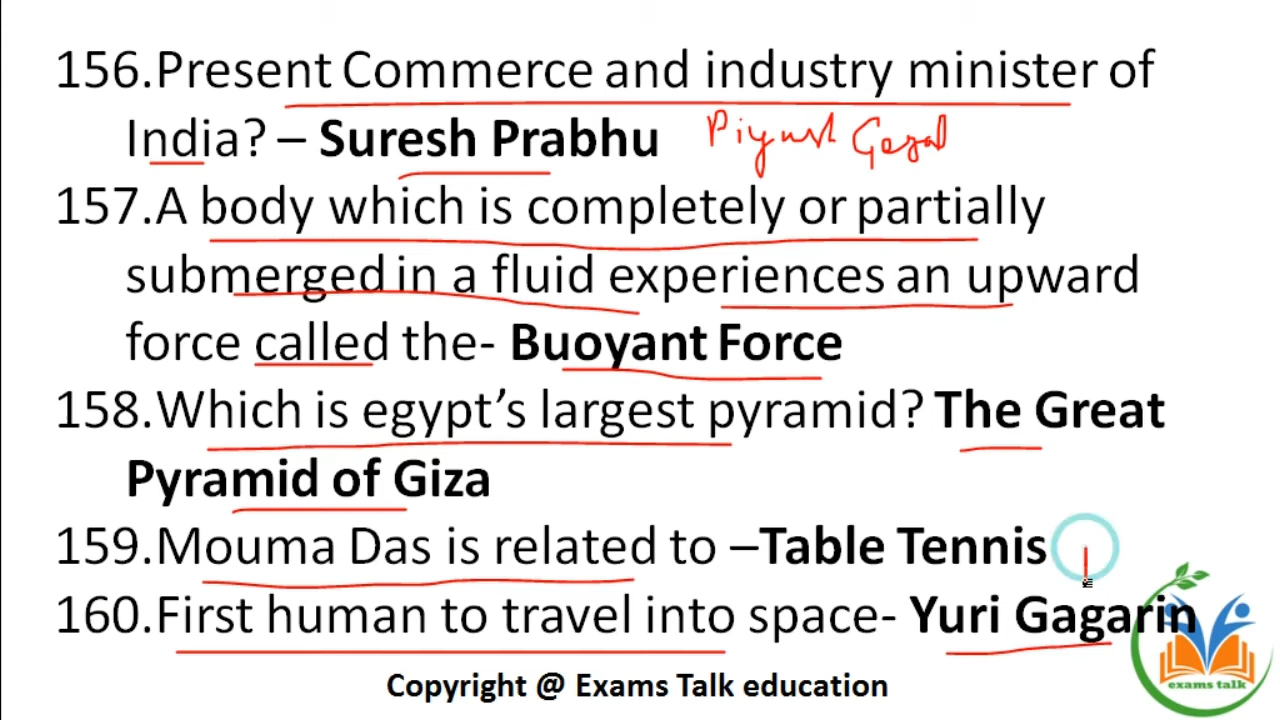 156.Present Commerce and industry minister of
India? – Suresh Prabhu Piyush Goyal
157.A body which is completely or partially
submerged in a fluid experiences an upward
force called the- Buoyant Force
158.Which is egypt’s largest pyramid? The Great
Pyramid of Giza
159.Mouma Das is related to –Table Tennis
160.First human to travel into space- Yuri Gagarin
exams talk
Copyright @ Exams Talk education